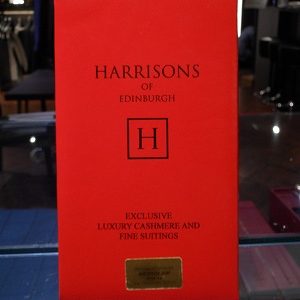 HARRISONS
OF
EDINBURGH
H
EXCLUSIVE
LUXURY CASHMERE AND
FINE SUITINGS